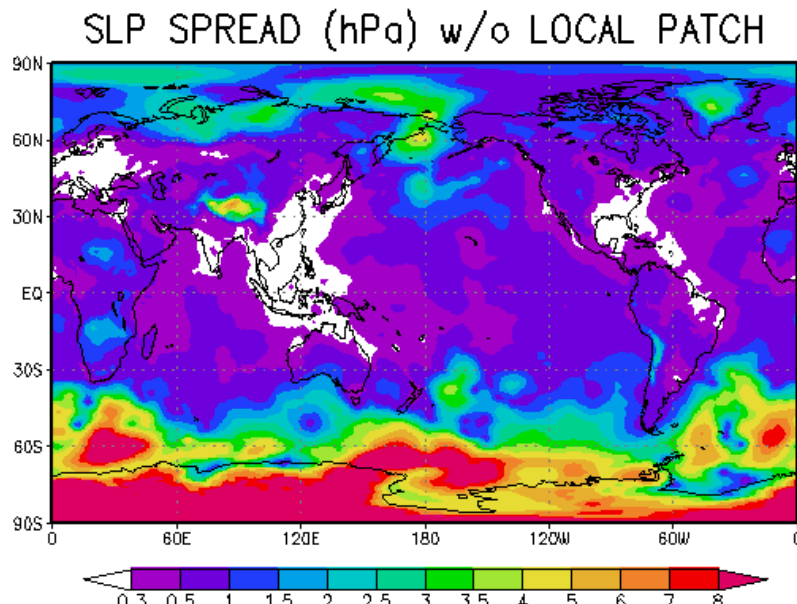 SLP SPREAD (hPa) w/o LOCAL PATCH
90N
60N
30N
EQ
30S
60S
90S
0 60E 120E 180 120W 60W 0
0.3 0.5 1 1.5 2 2.5 3 3.5 4 5 6 7 8